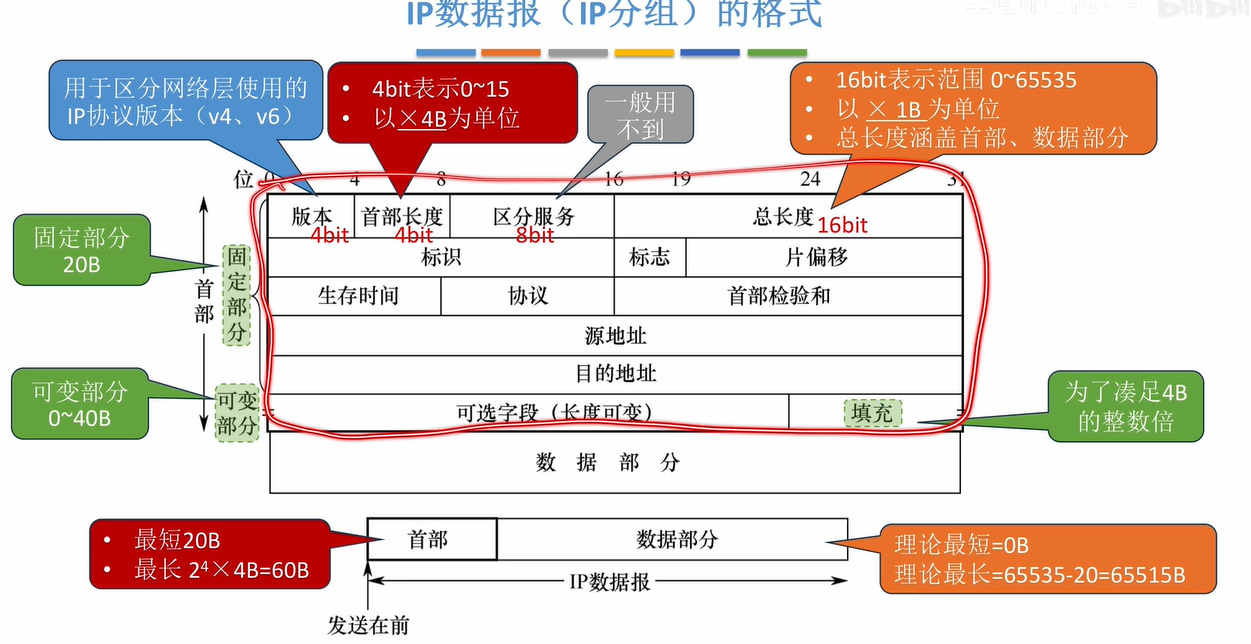 IP数据报（IP分组）的格式
用于区分网络层使用的
IP协议版本（v4、v6）
• 4bit表示0~15
• 以×4B为单位
一般用
不到
• 16bit表示范围 0~65535
• 以 × 1B 为单位
• 总长度涵盖首部、数据部分
位 0 4 8 16 19 24 31
版本 首部长度 区分服务 总长度
4bit 4bit 8bit 16bit
固定部分
20B
标识 标志 片偏移
固定部分
首部
生存时间 协议 首部检验和
源地址
目的地址
可变部分
0~40B
可变
部分
可选字段（长度可变） 填充
为了凑足4B
的整数倍
数 据 部 分
• 最短20B
• 最长 2⁴×4B=60B
首部 数据部分
理论最短=0B
理论最长=65535-20=65515B
IP数据报
发送在前